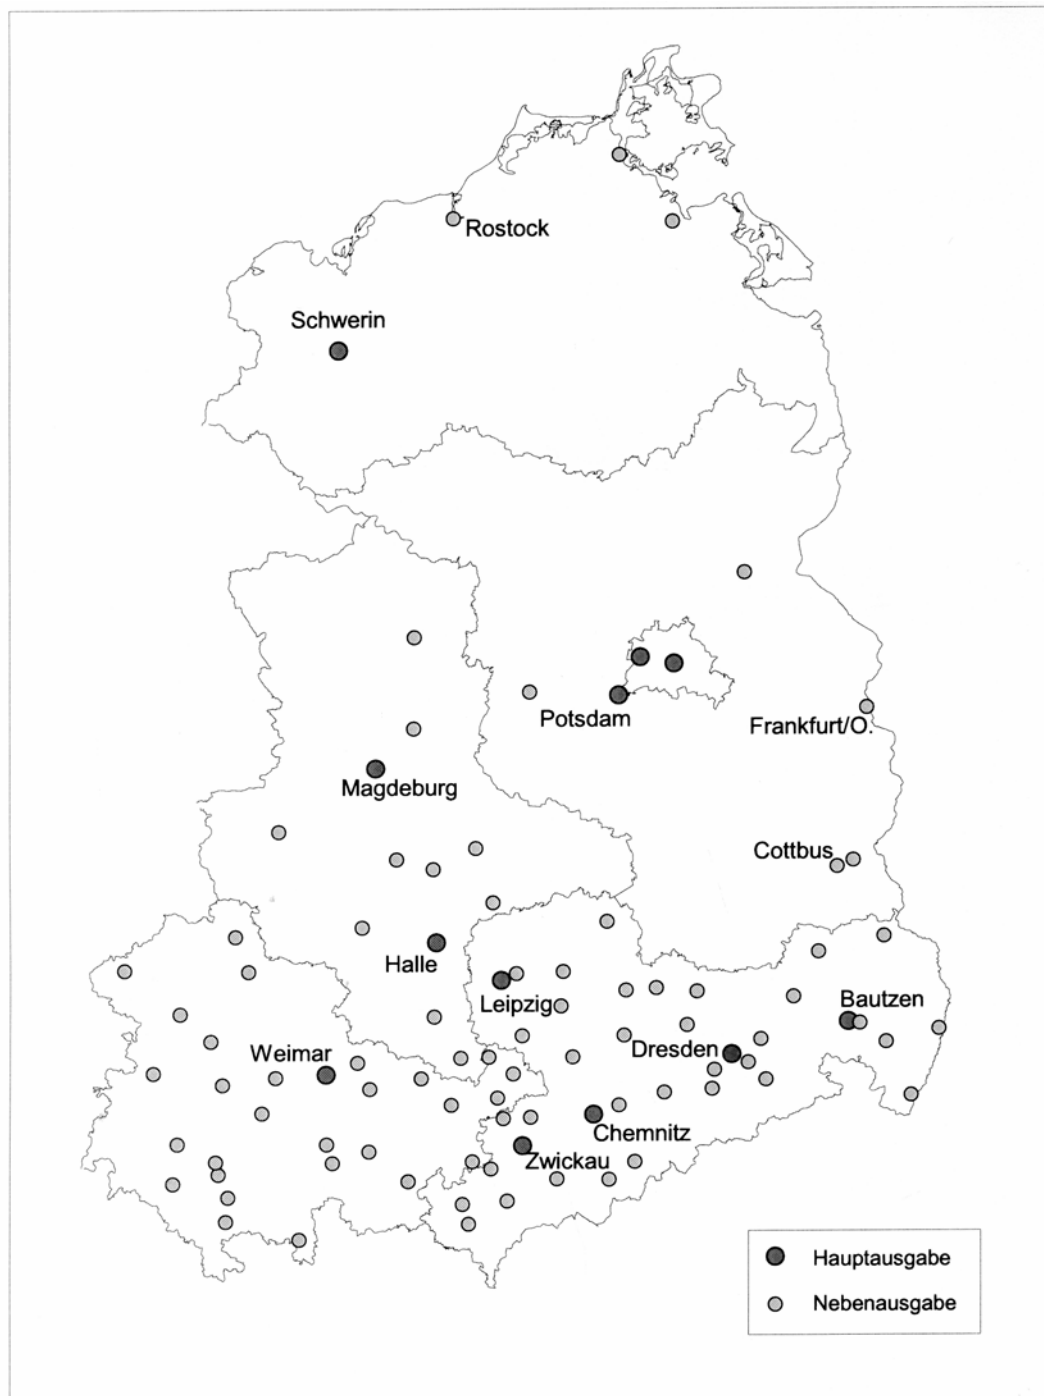 Rostock
Schwerin
Potsdam
Frankfurt/O.
Magdeburg
Cottbus
Halle
Leipzig
Bautzen
Weimar
Dresden
Chemnitz
Zwickau
Hauptausgabe
Nebenausgabe